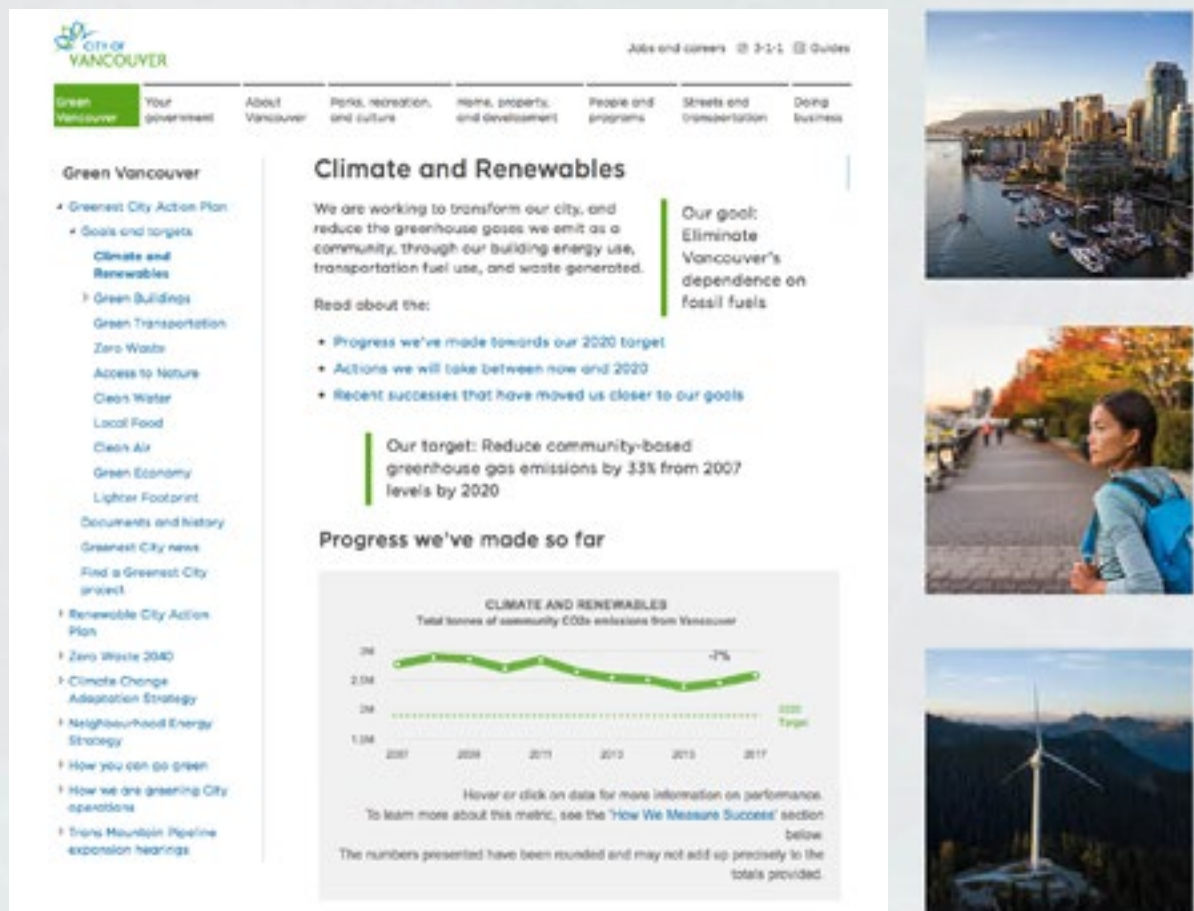 CITY OF
VANCOUVER
Jobs and careers 3-1-1 Guides
Green
Vancouver
Your
government
About
Vancouver
Parks, recreation,
and culture
Home, property,
and development
People and
programs
Streets and
transportation
Doing
business
Green Vancouver
Greenest City Action Plan
Goals and targets
Climate and
Renewables
Green Buildings
Green Transportation
Zero Waste
Access to Nature
Clean Water
Local Food
Clean Air
Green Economy
Lighter Footprint
Documents and history
Greenest City news
Find a Greenest City
project
Renewable City Action
Plan
Zero Waste 2040
Climate Change
Adaptation Strategy
Neighbourhood Energy
Strategy
How you can go green
How we are greening City
operations
Trans Mountain Pipeline
expansion hearings
Climate and Renewables
We are working to transform our city, and
reduce the greenhouse gases we emit as a
community, through our building energy use,
transportation fuel use, and waste generated.
Our goal:
Eliminate
Vancouver's
dependence on
fossil fuels
Read about the:
• Progress we've made towards our 2020 target
• Actions we will take between now and 2020
• Recent successes that have moved us closer to our goals
Our target: Reduce community-based
greenhouse gas emissions by 33% from 2007
levels by 2020
Progress we've made so far
CLIMATE AND RENEWABLES
Total tonnes of community CO2e emissions from Vancouver
3M
2.5M
2M
1.5M
-7%
2020
Target
2007 2009 2011 2013 2015 2017
Hover or click on data for more information on performance.
To learn more about this metric, see the 'How We Measure Success' section
below.
The numbers presented have been rounded and may not add up precisely to the
totals provided.